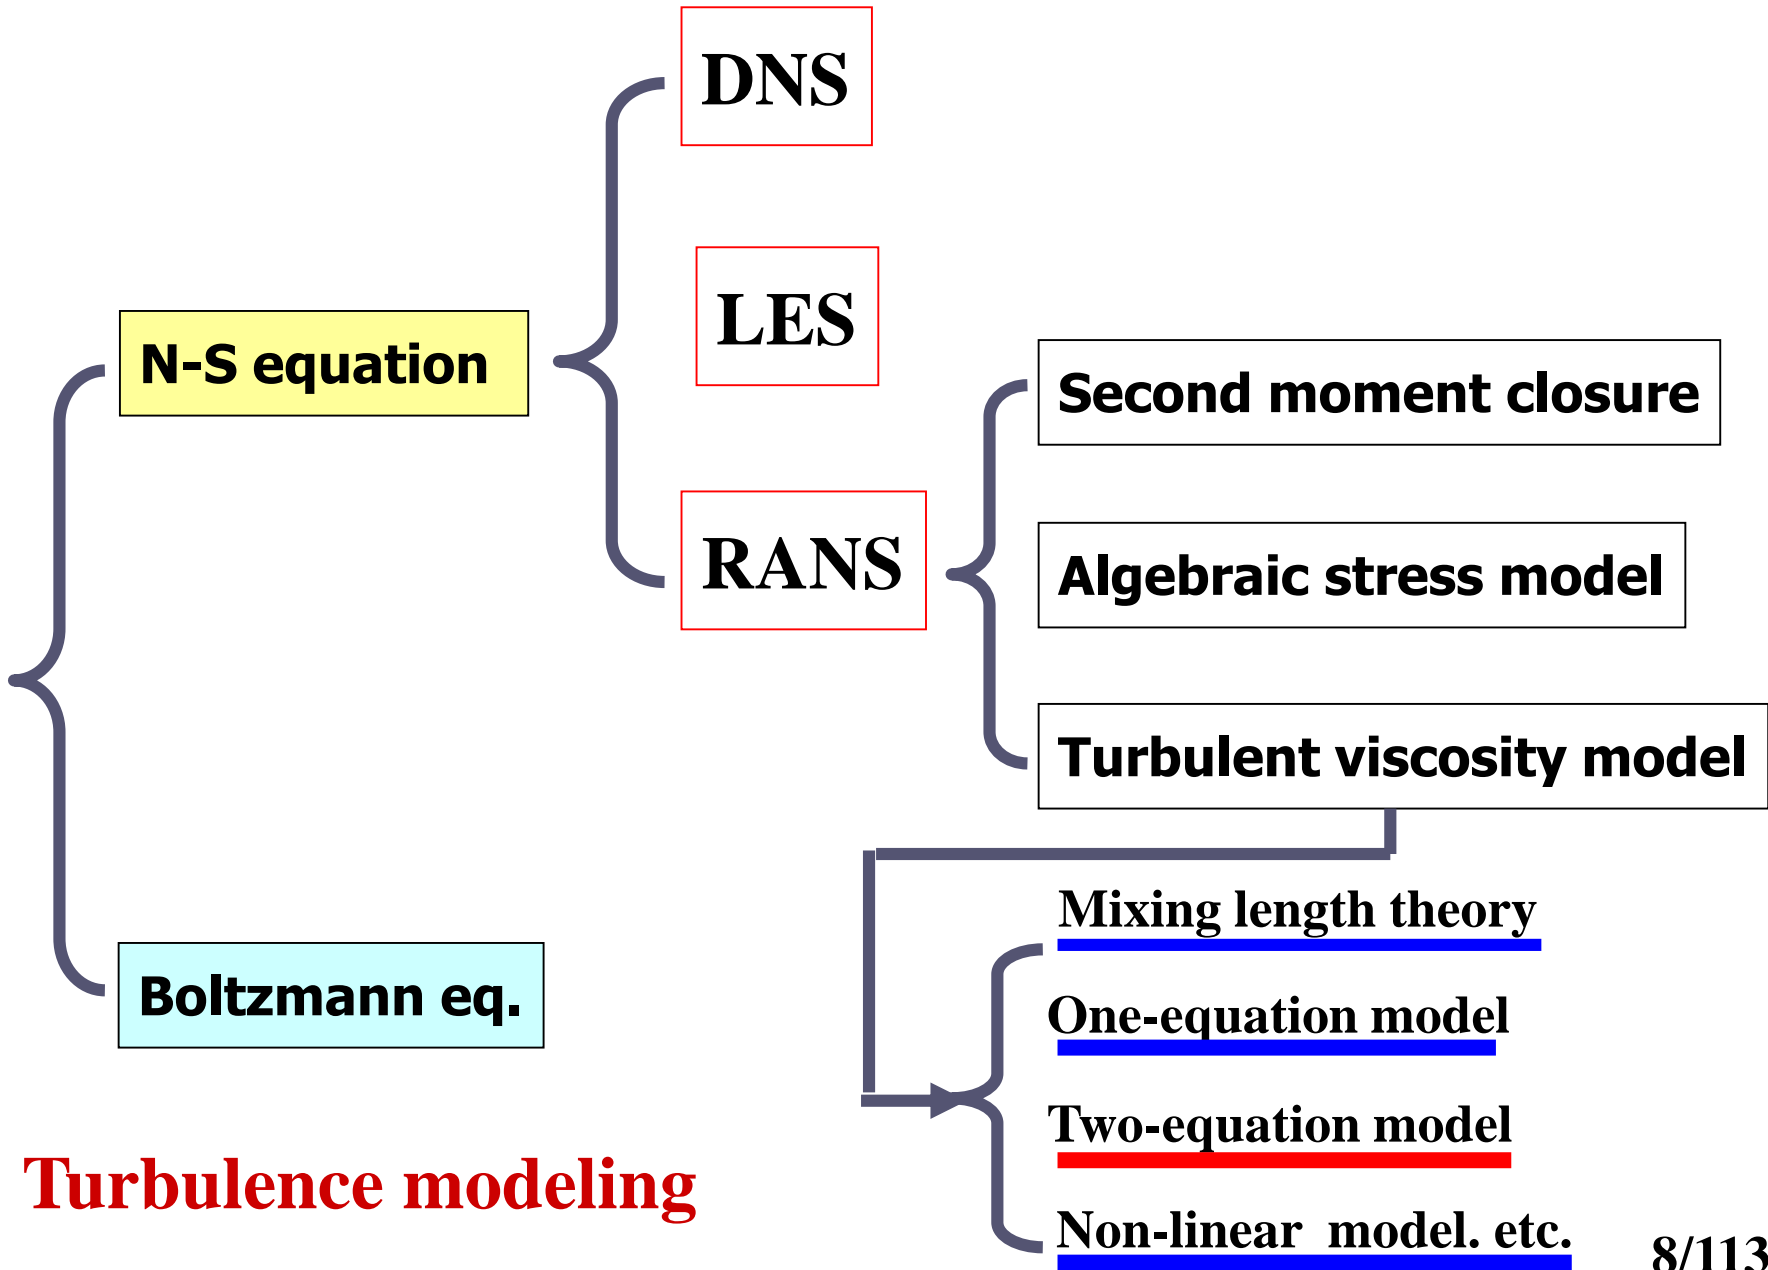 DNS
LES
N-S equation
Second moment closure
RANS
Algebraic stress model
Turbulent viscosity model
Mixing length theory
Boltzmann eq.
One-equation model
Two-equation model
Turbulence modeling
Non-linear model. etc.
8/113